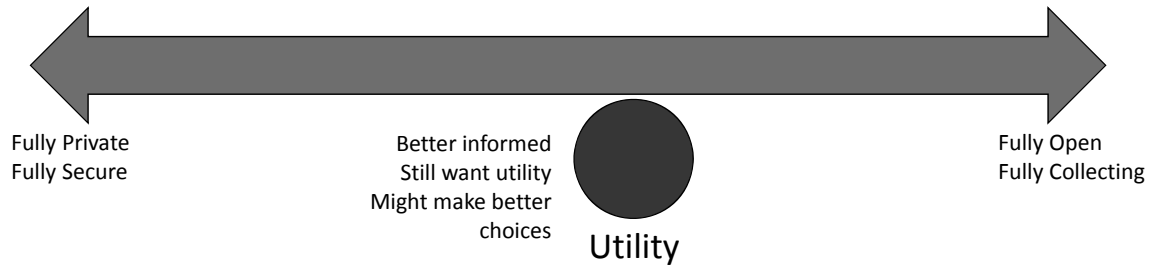 Fully Private
Fully Secure
Better informed
Still want utility
Might make better
choices
Utility
Fully Open
Fully Collecting